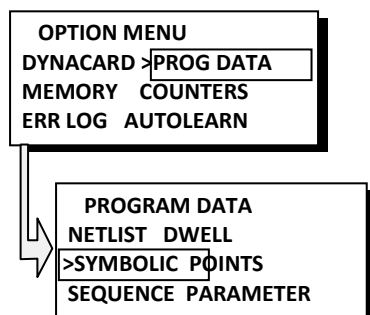 OPTION MENU
DYNACARD >PROG DATA
MEMORY COUNTERS
ERR LOG AUTOLEARN
PROGRAM DATA
NETLIST DWELL
>SYMBOLIC POINTS
SEQUENCE PARAMETER